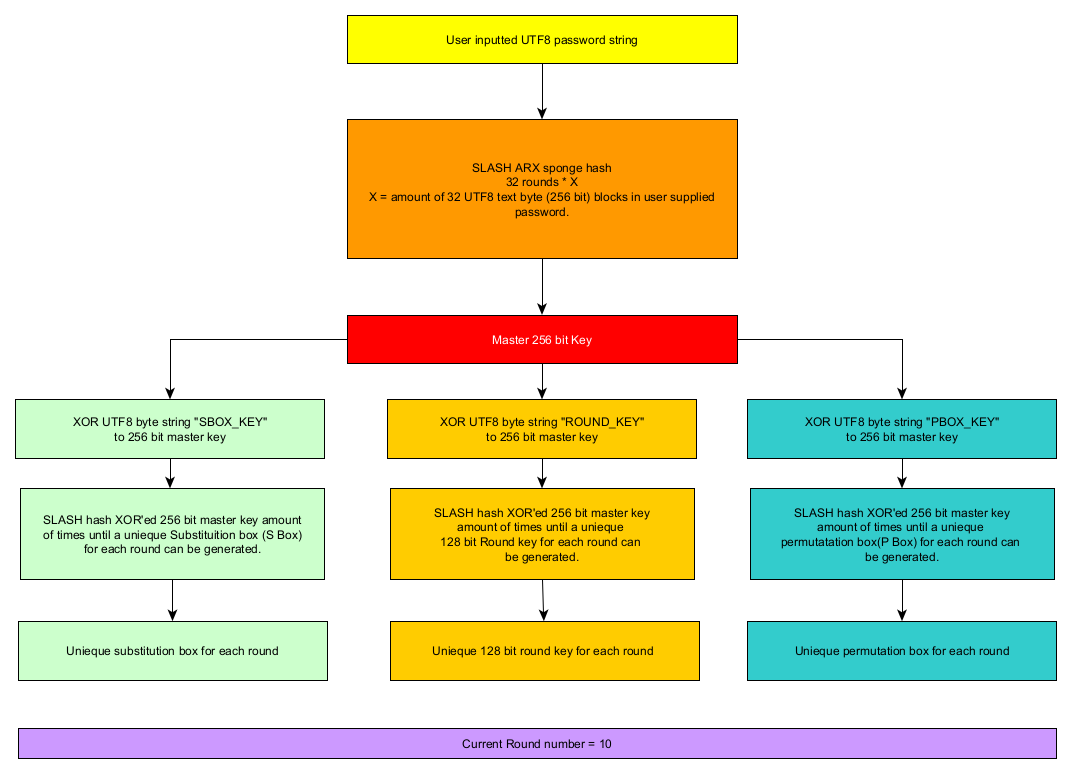 User inputted UTF8 password string
SLASH ARX sponge hash
32 rounds * X
X = amount of 32 UTF8 text byte (256 bit) blocks in user supplied
password.
Master 256 bit Key
XOR UTF8 byte string "SBOX_KEY"
to 256 bit master key
XOR UTF8 byte string "ROUND_KEY"
to 256 bit master key
XOR UTF8 byte string "PBOX_KEY"
to 256 bit master key
SLASH hash XOR'ed 256 bit master key amount
of times until a unieque Substituition box (S Box)
for each round can be generated.
SLASH hash XOR'ed 256 bit master key
amount of times until a unieque
128 bit Round key for each round can
be generated.
SLASH hash XOR'ed 256 bit master key
amount of times until a unieque
permutatation box(P Box) for each round can
be generated.
Unieque substitution box for each round
Unieque 128 bit round key for each round
Unieque permutation box for each round
Current Round number = 10